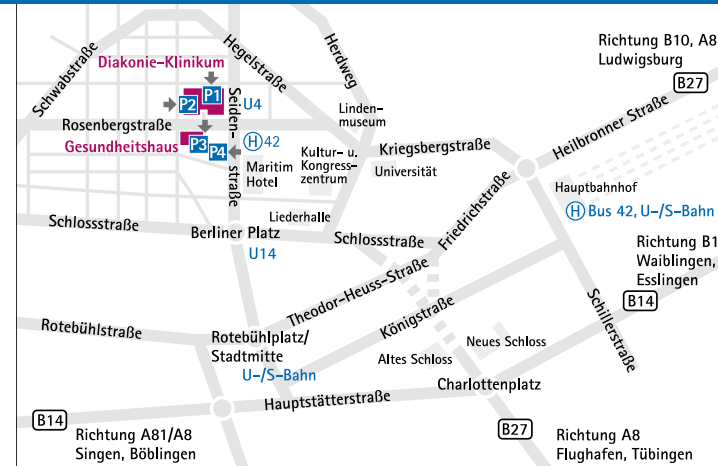 Richtung B10, A8
Ludwigsburg
B27
Schwabstraße
Hegelstraße
Herdweg
Diakonie-Klinikum
P1
P2
U4
Seiden-
straße
Linden-
museum
Heilbronner Straße
Rosenbergstraße
Gesundheitshaus
P3
P4
H 42
Maritim
Hotel
Kultur- u.
Kongress-
zentrum
Kriegsbergstraße
Universität
Hauptbahnhof
H Bus 42, U-/S-Bahn
Friedrichstraße
Schlossstraße
Liederhalle
Berliner Platz
U14
Schlossstraße
Richtung B1
Waiblingen,
Esslingen
B14
Theodor-Heuss-Straße
Königstraße
Schillerstraße
Rotebühlstraße
Rotebühlplatz/
Stadtmitte
U-/S-Bahn
Neues Schloss
Altes Schloss
Charlottenplatz
Hauptstätterstraße
B14
Richtung A81/A8
Singen, Böblingen
B27
Richtung A8
Flughafen, Tübingen